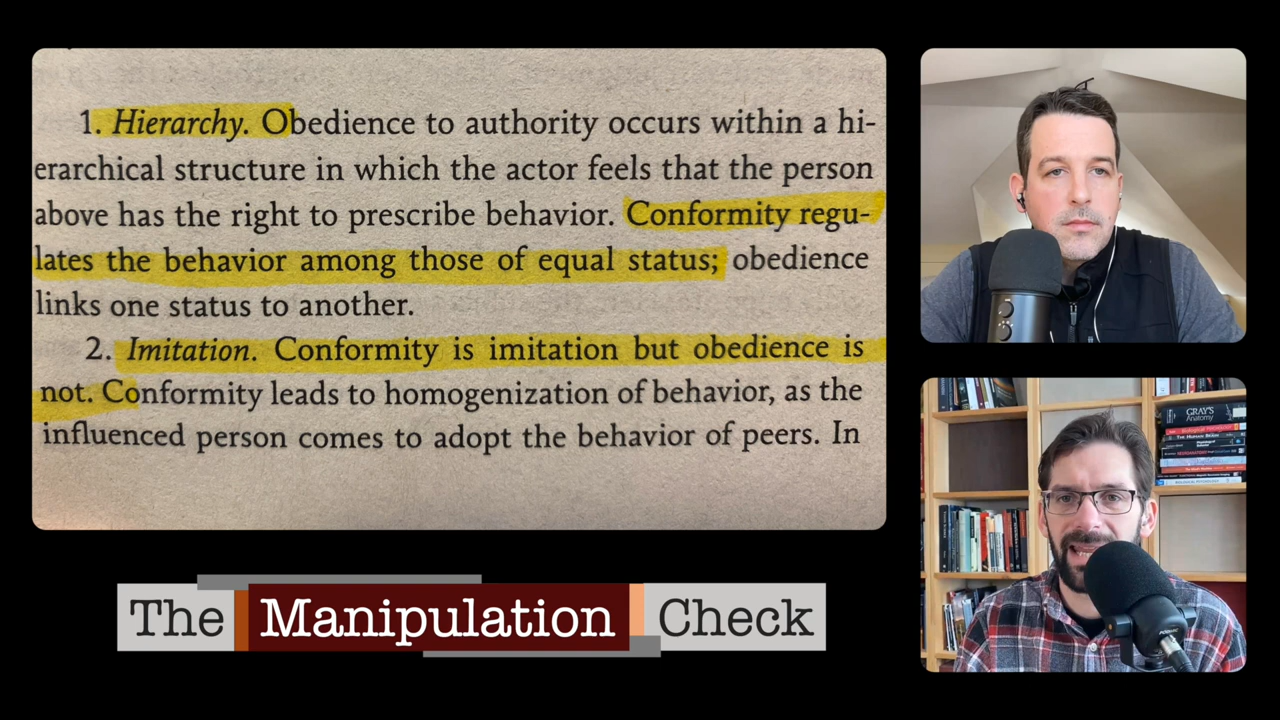 1. Hierarchy. Obedience to authority occurs within a hi-
erarchical structure in which the actor feels that the person
above has the right to prescribe behavior. Conformity regu-
lates the behavior among those of equal status; obedience
links one status to another.
2. Imitation. Conformity is imitation but obedience is
not. Conformity leads to homogenization of behavior, as the
influenced person comes to adopt the behavior of peers. In
The Manipulation Check
GRAY'S
Anatomy